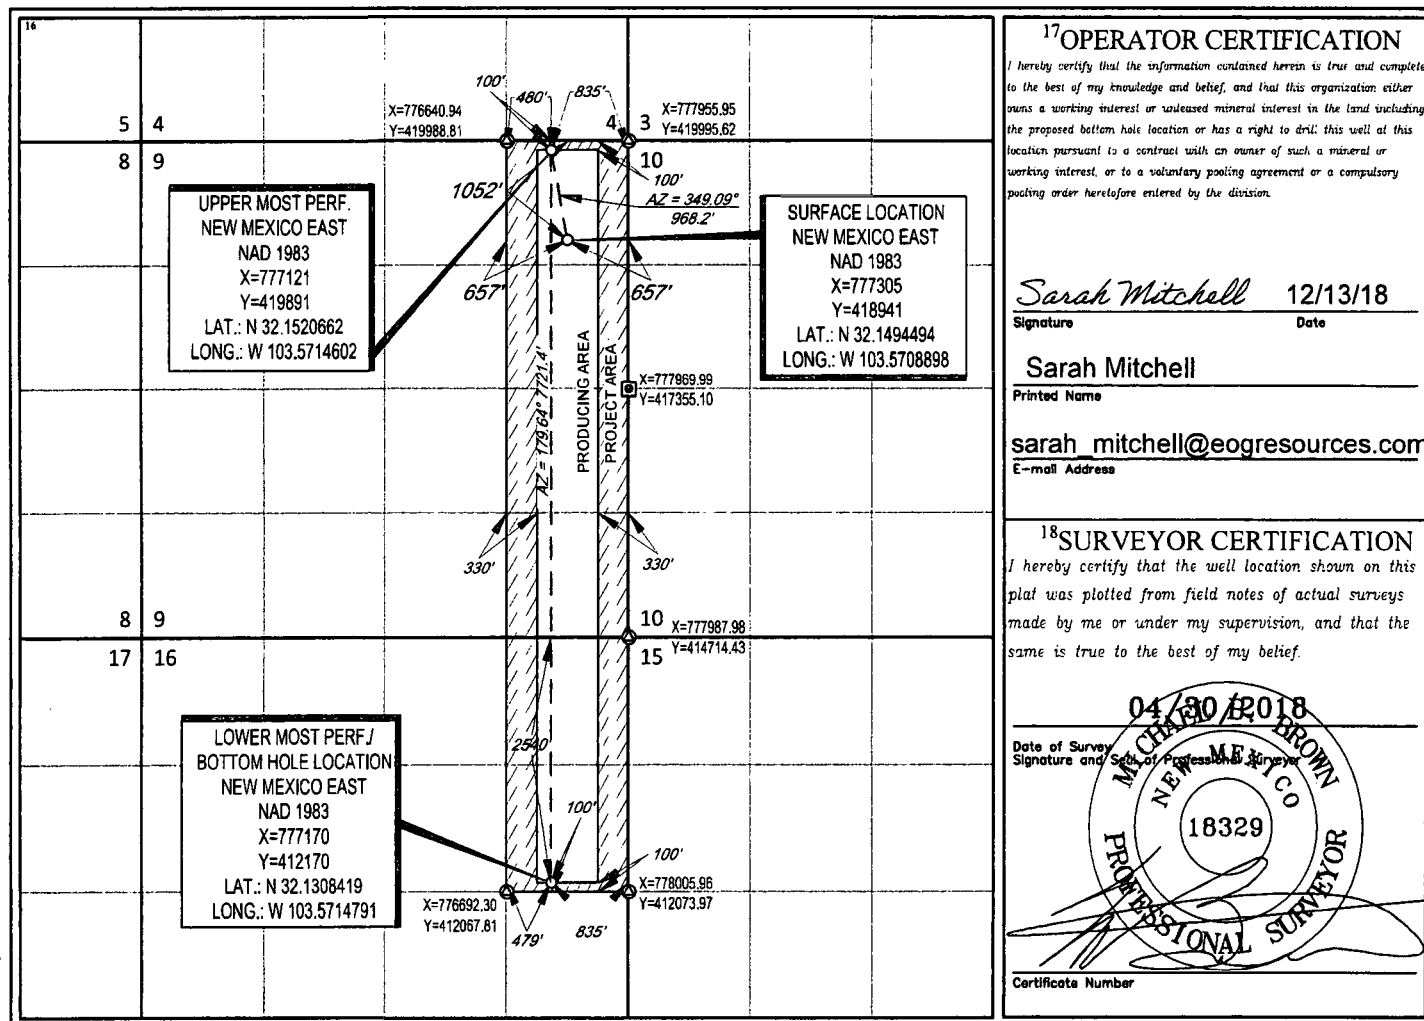 16
5 4
8 9
X=776640.94
Y=419988.81
100'
480'
835'
4 3
10
X=777955.95
Y=419995.62
100'
1052'
AZ = 349.09°
968.2'
UPPER MOST PERF.
NEW MEXICO EAST
NAD 1983
X=777121
Y=419891
LAT.: N 32.1520662
LONG.: W 103.5714602
SURFACE LOCATION
NEW MEXICO EAST
NAD 1983
X=777305
Y=418941
LAT.: N 32.1494494
LONG.: W 103.5708898
657'
657'
AZ = 179.64° 7721.4'
PRODUCING AREA
PROJECT AREA
X=777969.99
Y=417355.10
330'
330'
8 9
17 16
10
15
X=777987.98
Y=414714.43
LOWER MOST PERF./
BOTTOM HOLE LOCATION
NEW MEXICO EAST
NAD 1983
X=777170
Y=412170
LAT.: N 32.1308419
LONG.: W 103.5714791
2540
100'
100'
X=776692.30
Y=412067.81
479'
835'
X=778005.96
Y=412073.97
17OPERATOR CERTIFICATION
I hereby certify that the information contained herein is true and complete
to the best of my knowledge and belief, and that this organization either
owns a working interest or unleased mineral interest in the land including
the proposed bottom hole location or has a right to drill this well at this
location pursuant to a contract with an owner of such a mineral or
working interest, or to a voluntary pooling agreement or a compulsory
pooling order heretofore entered by the division.
Sarah Mitchell 12/13/18
Signature Date
Sarah Mitchell
Printed Name
sarah_mitchell@eogresources.com
E-mail Address
18SURVEYOR CERTIFICATION
I hereby certify that the well location shown on this
plat was plotted from field notes of actual surveys
made by me or under my supervision, and that the
same is true to the best of my belief.
04/30/2018
Date of Survey
Signature and Seal of Professional Surveyor
MICHAEL B. BROWN
NEW MEXICO
18329
PROFESSIONAL SURVEYOR
Certificate Number